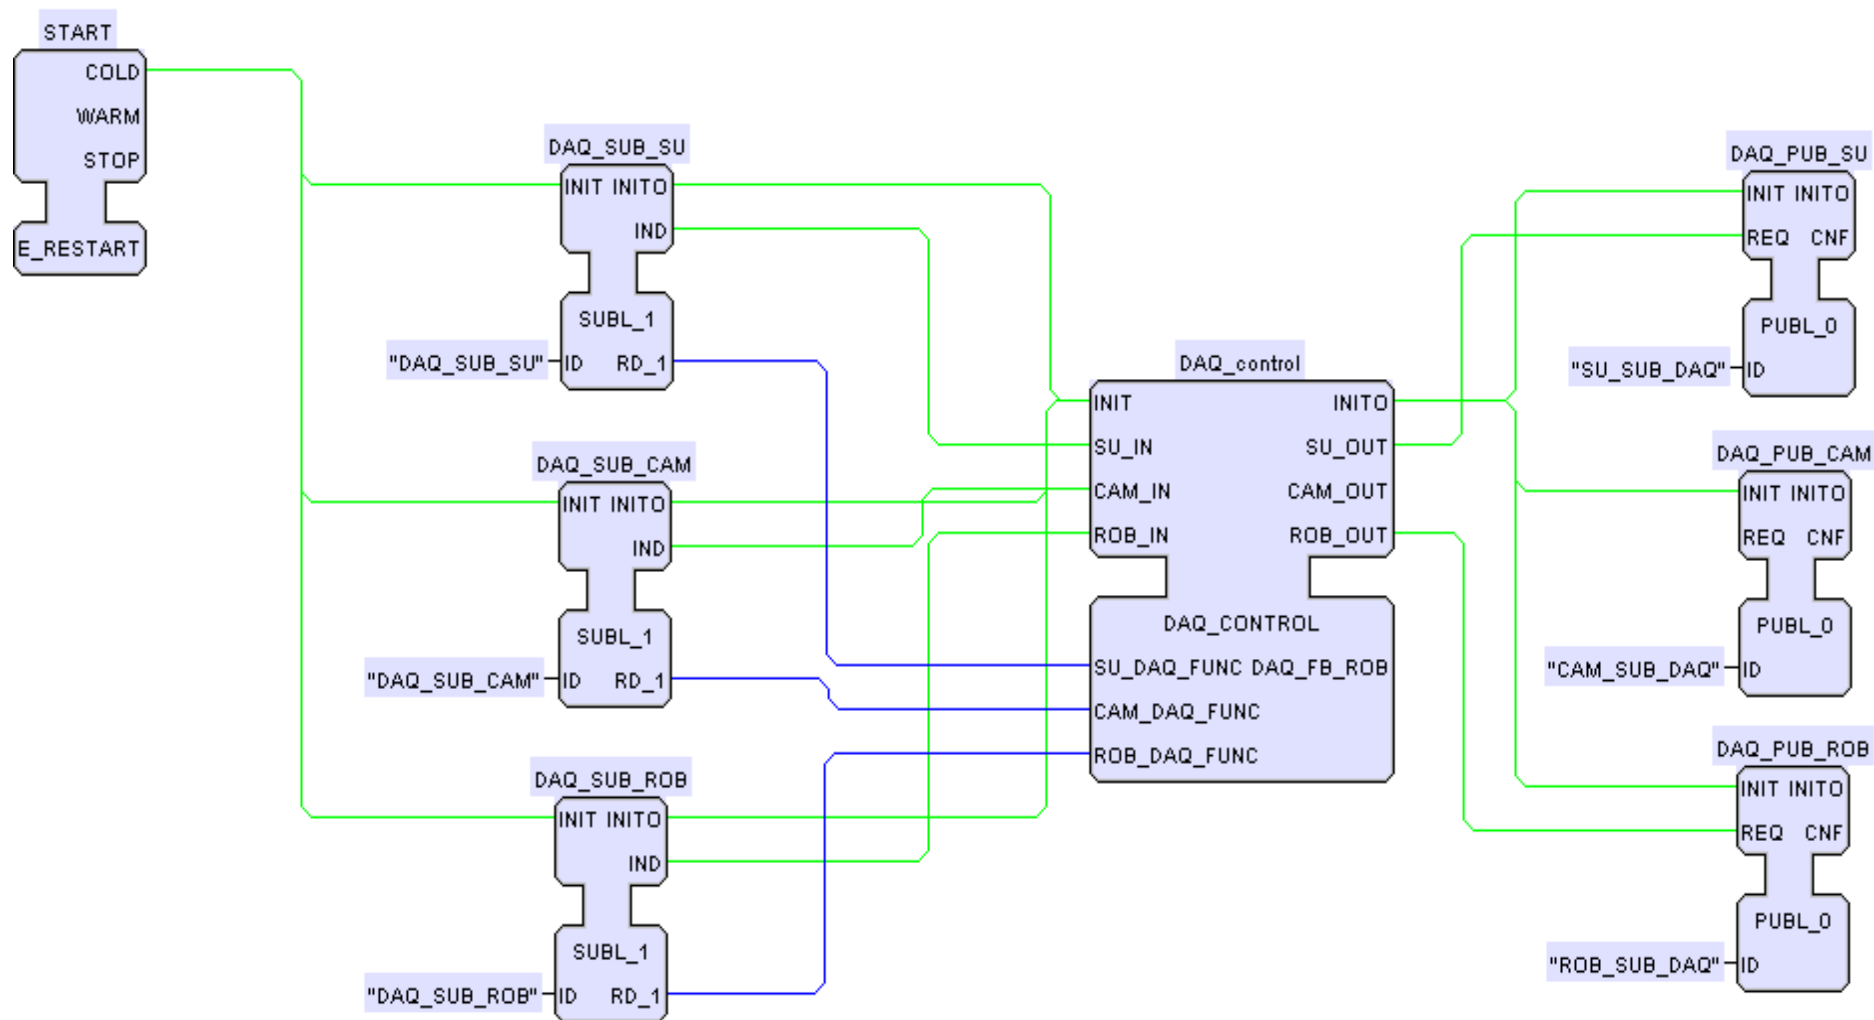 START
COLD
WARM
STOP
E_RESTART
DAQ_SUB_SU
INIT INITO
IND
SUBL_1
"DAQ_SUB_SU" ID RD_1
DAQ_SUB_CAM
INIT INITO
IND
SUBL_1
"DAQ_SUB_CAM" ID RD_1
DAQ_SUB_ROB
INIT INITO
IND
SUBL_1
"DAQ_SUB_ROB" ID RD_1
DAQ_control
INIT INITO
SU_IN SU_OUT
CAM_IN CAM_OUT
ROB_IN ROB_OUT
DAQ_CONTROL
SU_DAQ_FUNC DAQ_FB_ROB
CAM_DAQ_FUNC
ROB_DAQ_FUNC
DAQ_PUB_SU
INIT INITO
REQ CNF
PUBL_0
"SU_SUB_DAQ" ID
DAQ_PUB_CAM
INIT INITO
REQ CNF
PUBL_0
"CAM_SUB_DAQ" ID
DAQ_PUB_ROB
INIT INITO
REQ CNF
PUBL_0
"ROB_SUB_DAQ" ID